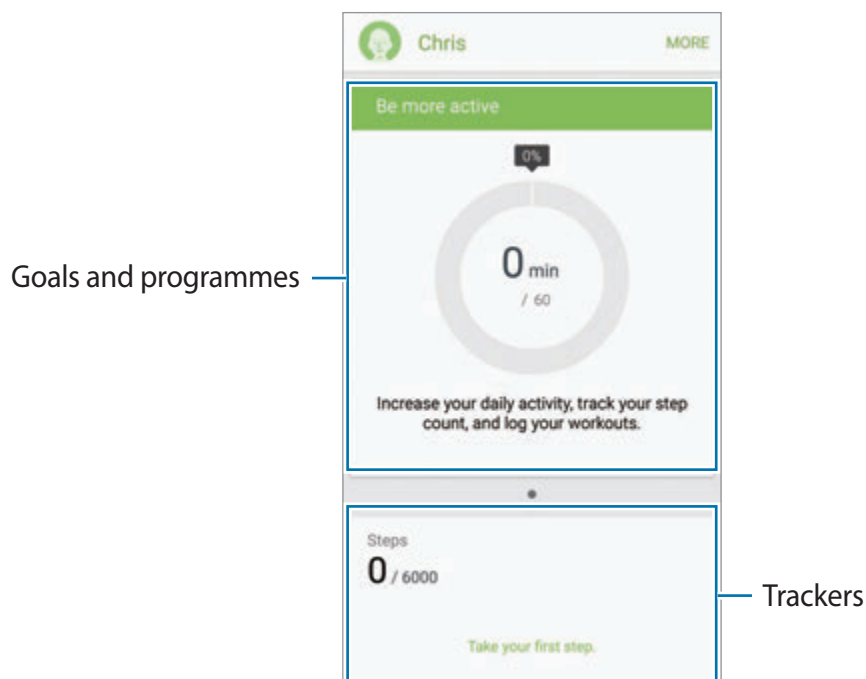 Chris
MORE
Be more active
0%
0 min
/ 60
Goals and programmes
Increase your daily activity, track your step
count, and log your workouts.
Steps
0 / 6000
Trackers
Take your first step.